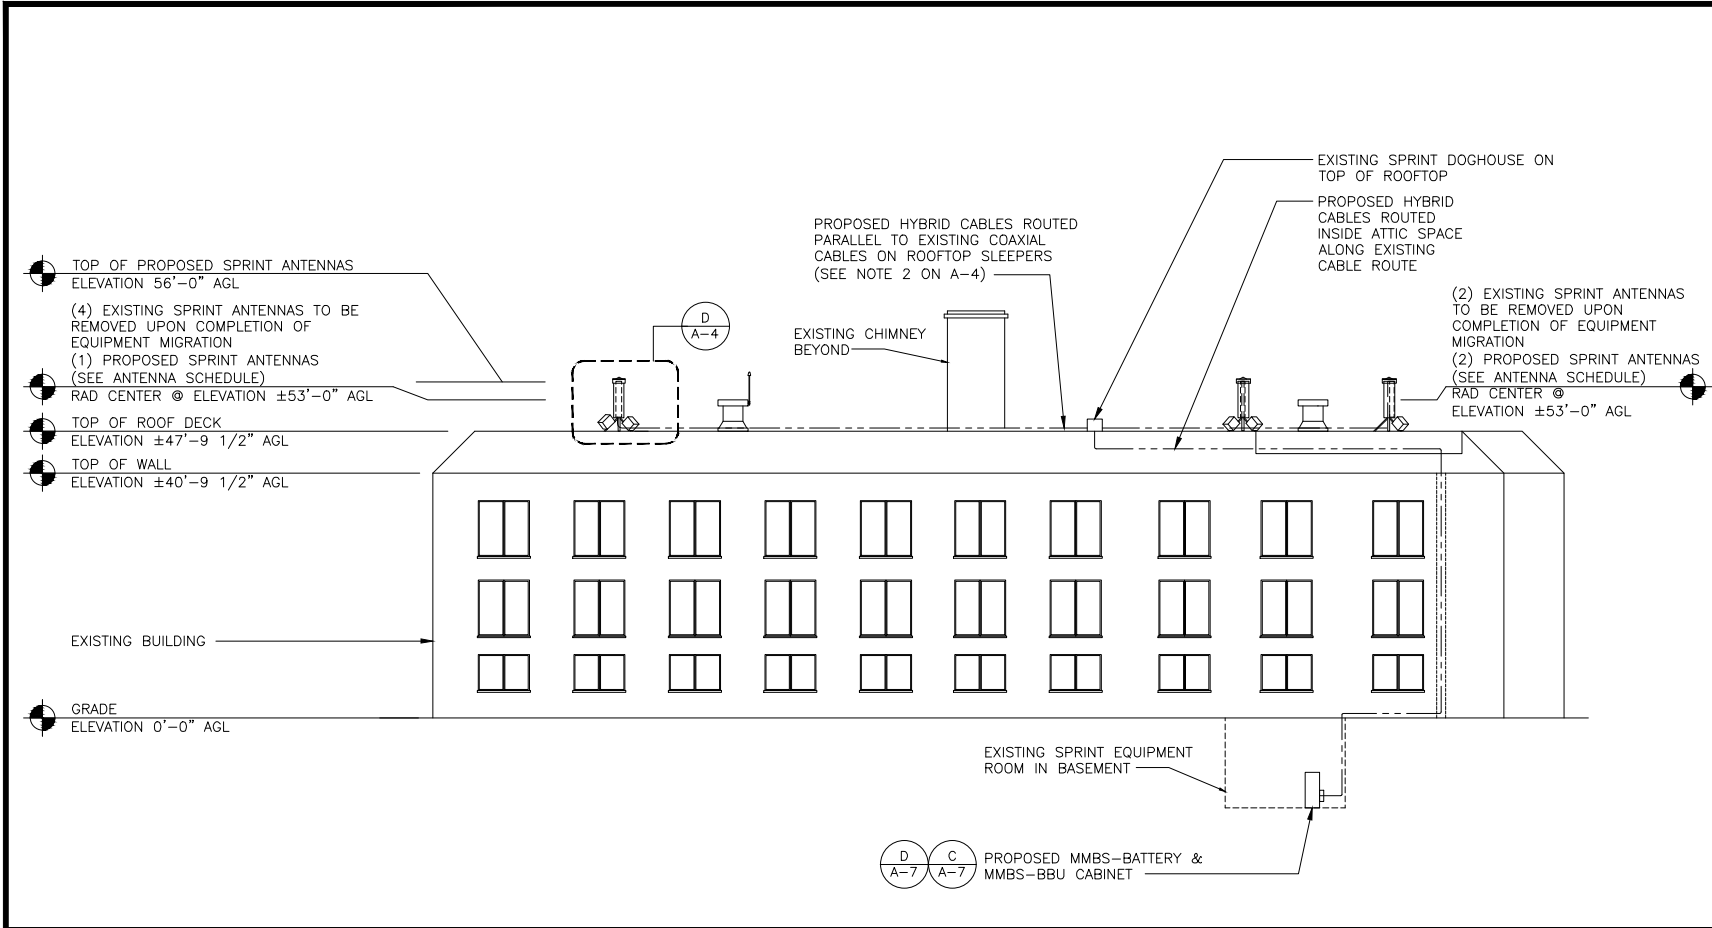 EXISTING SPRINT DOGHOUSE ON
TOP OF ROOFTOP
PROPOSED HYBRID
CABLES ROUTED
INSIDE ATTIC SPACE
ALONG EXISTING
CABLE ROUTE
PROPOSED HYBRID CABLES ROUTED
PARALLEL TO EXISTING COAXIAL
CABLES ON ROOFTOP SLEEPERS
(SEE NOTE 2 ON A-4)
TOP OF PROPOSED SPRINT ANTENNAS
ELEVATION 56'-0" AGL
(4) EXISTING SPRINT ANTENNAS TO BE
REMOVED UPON COMPLETION OF
EQUIPMENT MIGRATION
(1) PROPOSED SPRINT ANTENNAS
(SEE ANTENNA SCHEDULE)
RAD CENTER @ ELEVATION ±53'-0" AGL
D
A-4
EXISTING CHIMNEY
BEYOND
(2) EXISTING SPRINT ANTENNAS
TO BE REMOVED UPON
COMPLETION OF EQUIPMENT
MIGRATION
(2) PROPOSED SPRINT ANTENNAS
(SEE ANTENNA SCHEDULE)
RAD CENTER @
ELEVATION ±53'-0" AGL
TOP OF ROOF DECK
ELEVATION ±47'-9 1/2" AGL
TOP OF WALL
ELEVATION ±40'-9 1/2" AGL
EXISTING BUILDING
GRADE
ELEVATION 0'-0" AGL
EXISTING SPRINT EQUIPMENT
ROOM IN BASEMENT
D
A-7
C
A-7
PROPOSED MMBS-BATTERY &
MMBS-BBU CABINET